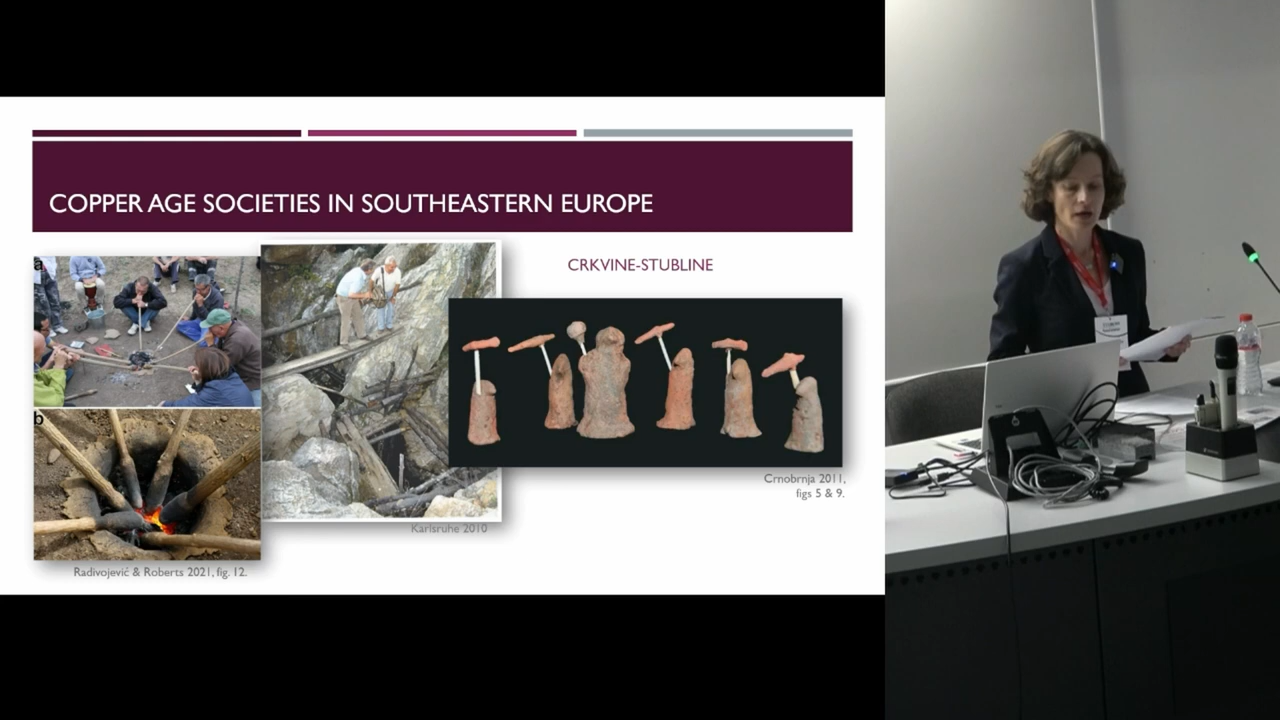 COPPER AGE SOCIETIES IN SOUTHEASTERN EUROPE
a
b
Radivojević & Roberts 2021, fig. 12.
Karlsruhe 2010
CRKVINE-STUBLINE
Crnobrnja 2011,
figs 5 & 9.